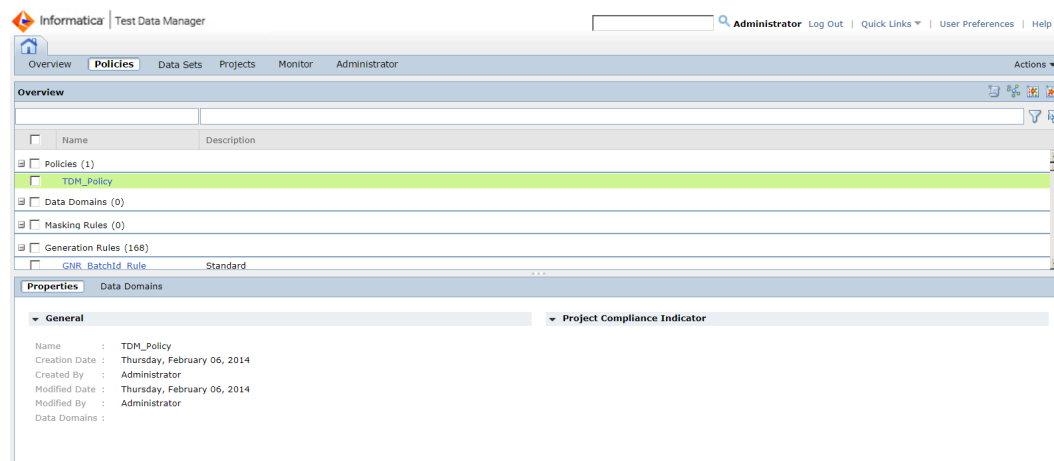 Informatica Test Data Manager
Administrator Log Out | Quick Links | User Preferences | Help
Overview Policies Data Sets Projects Monitor Administrator Actions
Overview
Name Description
Policies (1)
TDM_Policy
Data Domains (0)
Masking Rules (0)
Generation Rules (168)
GNR_BatchId_Rule Standard
Properties Data Domains
General
Name : TDM_Policy
Creation Date : Thursday, February 06, 2014
Created By : Administrator
Modified Date : Thursday, February 06, 2014
Modified By : Administrator
Data Domains :
Project Compliance Indicator